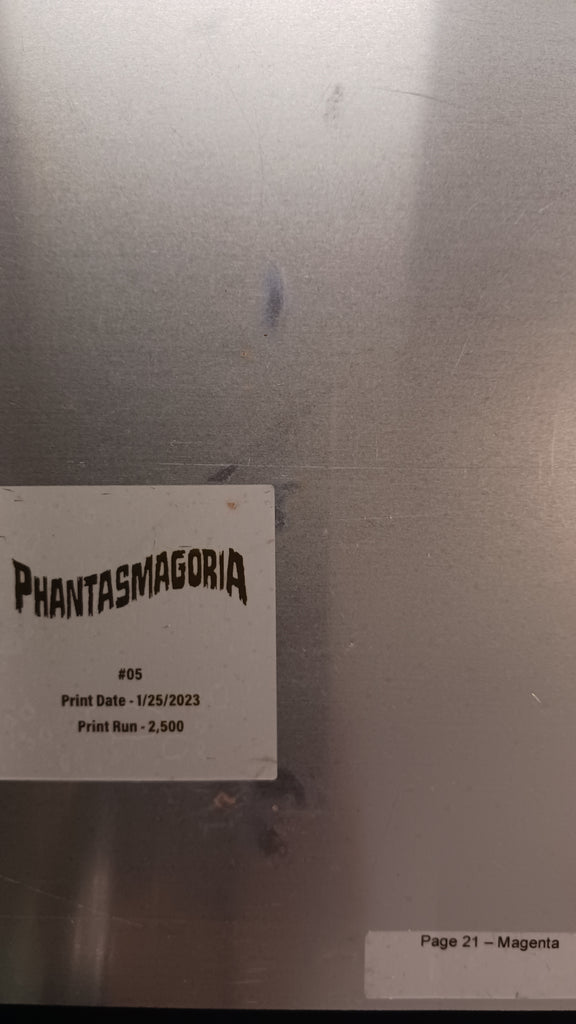 PHANTASMAGORIA
#05
Print Date - 1/25/2023
Print Run - 2,500
Page 21 – Magenta